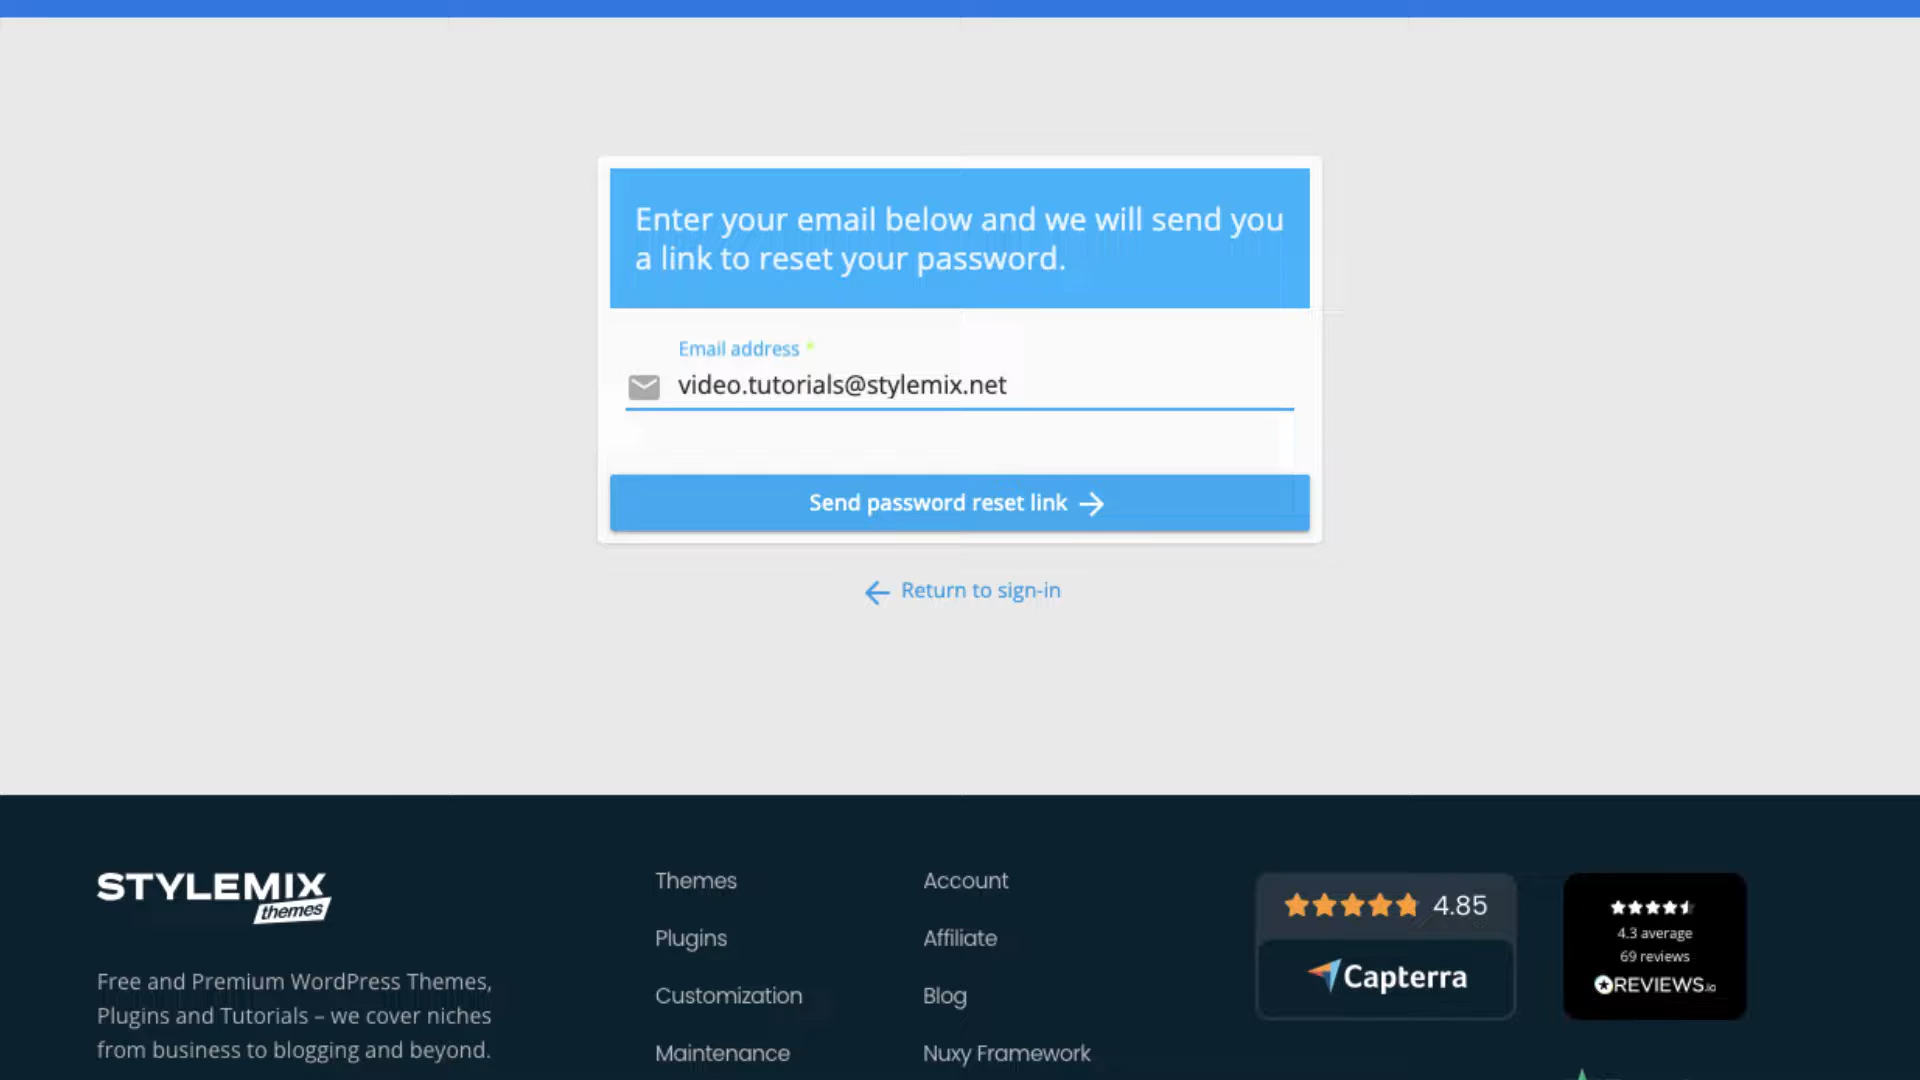 Enter your email below and we will send you
a link to reset your password.
Email address *
video.tutorials@stylemix.net
Send password reset link
Return to sign-in
STYLEMIX
themes
Free and Premium WordPress Themes,
Plugins and Tutorials – we cover niches
from business to blogging and beyond.
Themes
Plugins
Customization
Maintenance
Account
Affiliate
Blog
Nuxy Framework
4.85
Capterra
4.3 average
69 reviews
REVIEWS.io